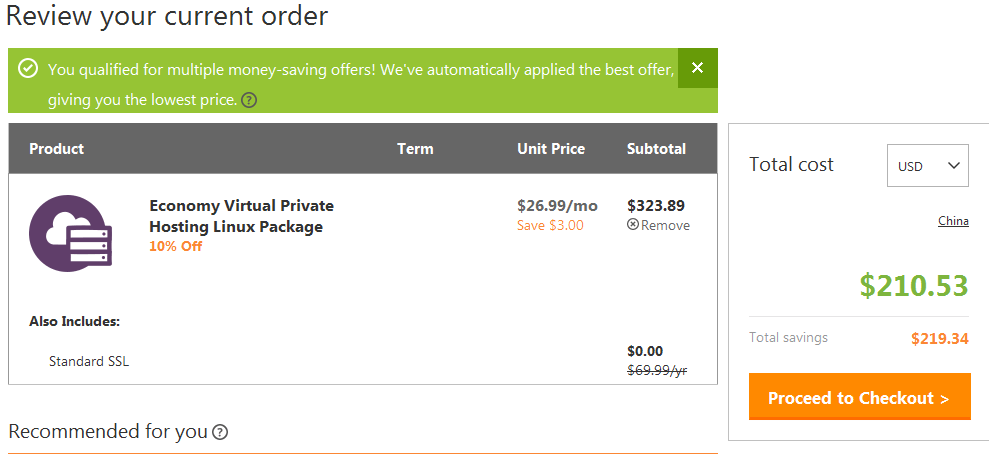 Review your current order
You qualified for multiple money-saving offers! We've automatically applied the best offer,
giving you the lowest price. ?
Product Term Unit Price Subtotal
Economy Virtual Private
Hosting Linux Package
10% Off
$26.99/mo
Save $3.00
$323.89
Remove
Also Includes:
Standard SSL
$0.00
$69.99/yr
Recommended for you ?
Total cost
USD
China
$210.53
Total savings $219.34
Proceed to Checkout >